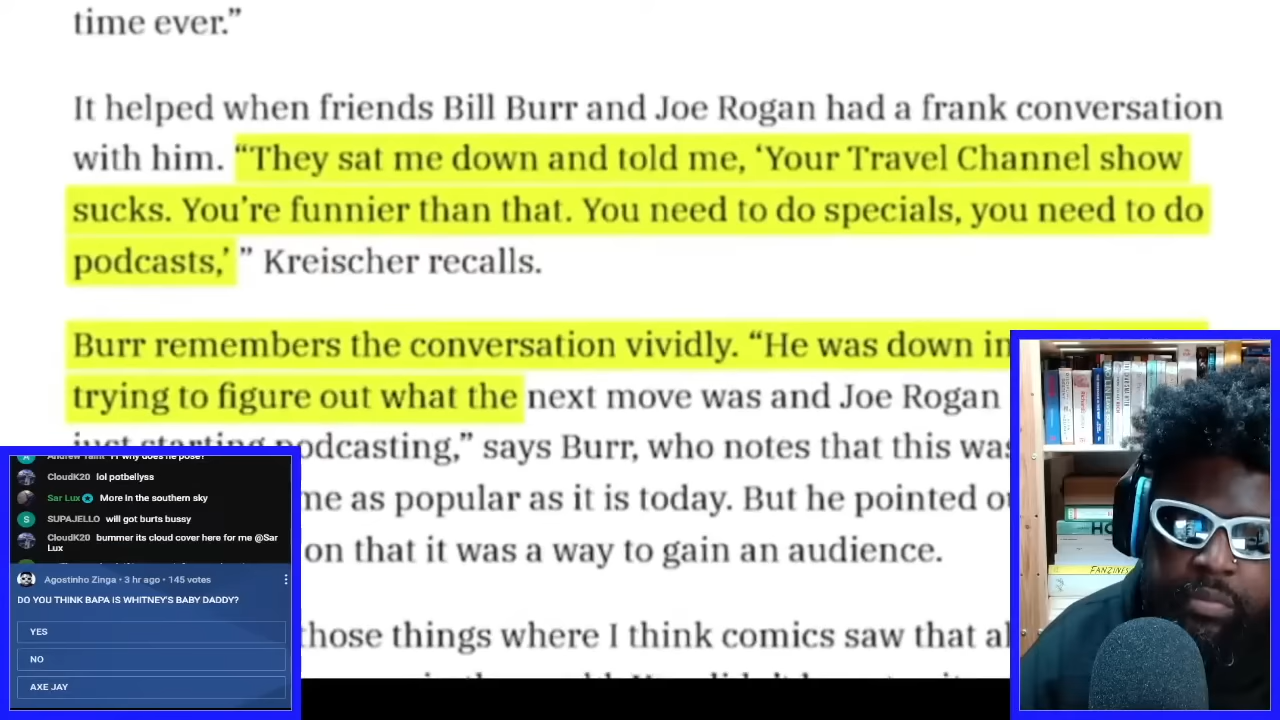 time ever.”
It helped when friends Bill Burr and Joe Rogan had a frank conversation
with him. “They sat me down and told me, ‘Your Travel Channel show
sucks. You’re funnier than that. You need to do specials, you need to do
podcasts,’ ” Kreischer recalls.
Burr remembers the conversation vividly. “He was down in
trying to figure out what the next move was and Joe Rogan
just starting podcasting,” says Burr, who notes that this was
me as popular as it is today. But he pointed
on that it was a way to gain an audience.
those things where I think comics saw that
why does he pose?
CloudK20 lol potbellyss
Sar Lux More in the southern sky
SUPAJELLO will got burts bussy
CloudK20 bummer its cloud cover here for me @Sar
Lux
Agostinho Zinga • 3 hr ago • 145 votes
DO YOU THINK BAPA IS WHITNEY'S BABY DADDY?
YES
NO
AXE JAY
FANZINES